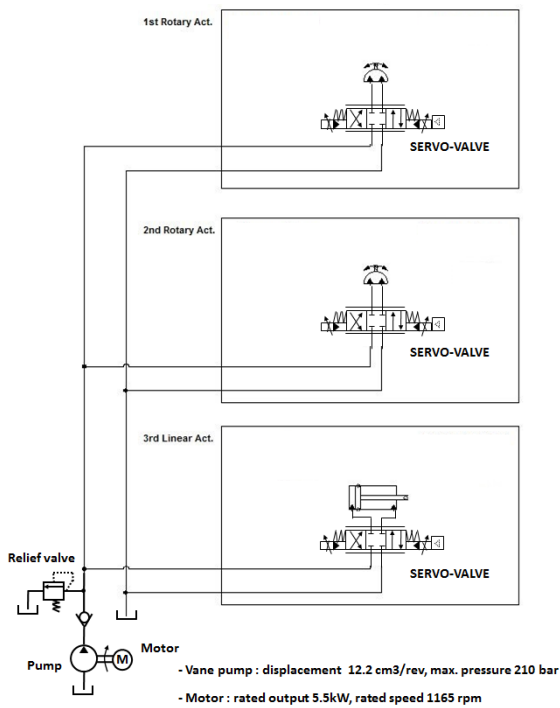 1st Rotary Act.
SERVO-VALVE
2nd Rotary Act.
SERVO-VALVE
3rd Linear Act.
SERVO-VALVE
Relief valve
Motor
M
Pump
- Vane pump : displacement 12.2 cm3/rev, max. pressure 210 bar
- Motor : rated output 5.5kW, rated speed 1165 rpm